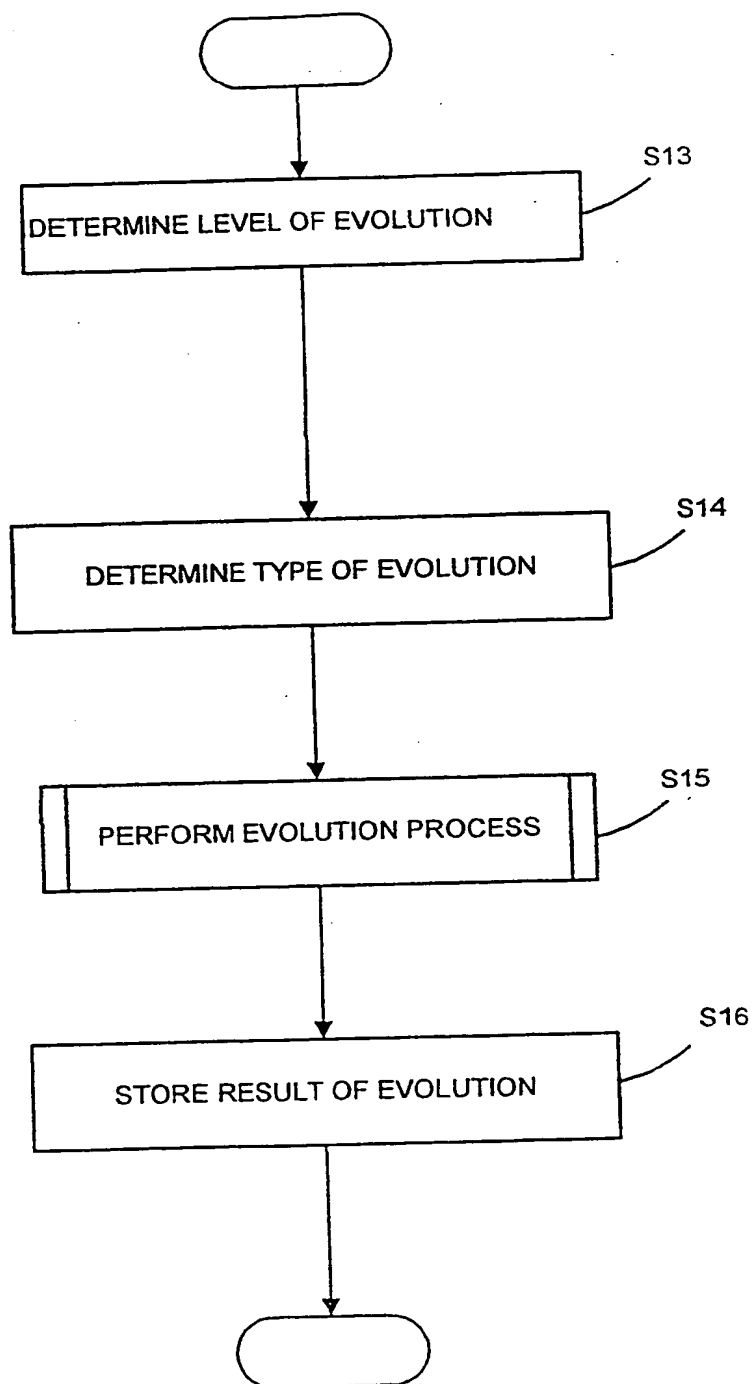 S13
DETERMINE LEVEL OF EVOLUTION
S14
DETERMINE TYPE OF EVOLUTION
S15
PERFORM EVOLUTION PROCESS
S16
STORE RESULT OF EVOLUTION